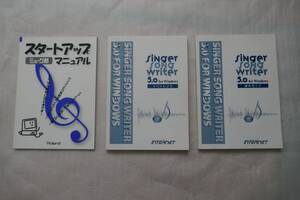 スタートアップ
ミュージ郎
マニュアル
Roland
SINGER SONG WRITER
5.0 FOR WINDOWS
Singer
Song
Writer
5.0 for Windows
INTERNET
SINGER SONG WRITER
5.0 FOR WINDOWS
Singer
Song
Writer
5.0 for Windows
INTERNET